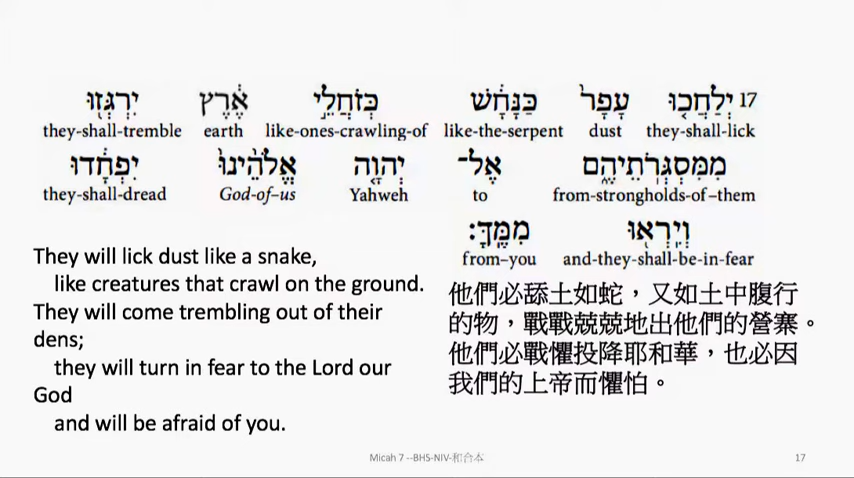 17 יְלַחֲכ֤וּ עָפָר֙ כַּנָּחָ֔שׁ כְּזֹחֲלֵ֣י אֶ֔רֶץ יִרְגְּז֖וּ
they-shall-tremble earth like-ones-crawling-of like-the-serpent dust they-shall-lick
מִמִּסְגְּרֹֽתֵיהֶ֑ם אֶל־ יְהוָ֤ה אֱלֹהֵ֙ינוּ֙ יִפְחָ֔דוּ
they-shall-dread God-of-us Yahweh to from-strongholds-of-them
וְיִֽרְא֖וּ מִמֶּֽךָּ׃
from-you and-they-shall-be-in-fear
They will lick dust like a snake,
like creatures that crawl on the ground.
They will come trembling out of their
dens;
they will turn in fear to the Lord our
God
and will be afraid of you.
他們必舔土如蛇，又如土中腹行
的物，戰戰兢兢地出他們的營寨。
他們必戰懼投降耶和華，也必因
我們的上帝而懼怕。
Micah 7 --BHS-NIV-和合本
17